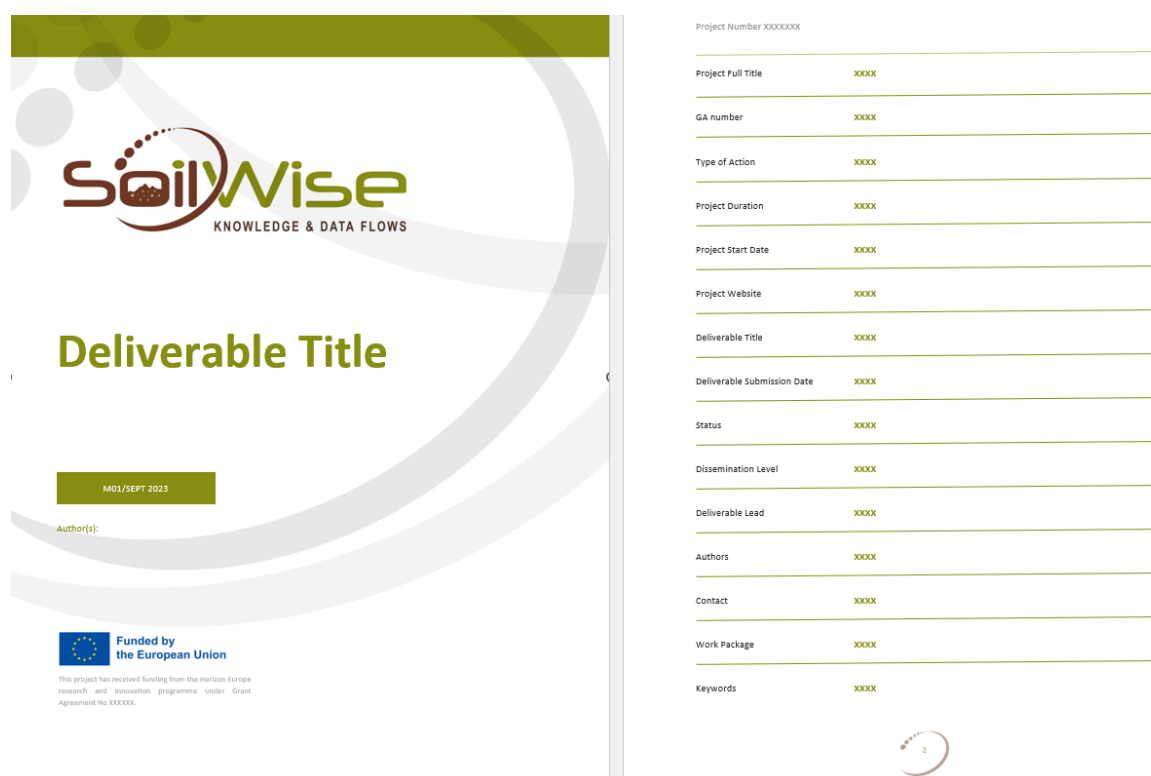 SoilWise
KNOWLEDGE & DATA FLOWS
Deliverable Title
M01/SEPT 2023
Author(s):
Funded by
the European Union
This project has received funding from the Horizon Europe
research and innovation programme under Grant
Agreement No XXXXXX.
Project Number XXXXXXX
Project Full Title XXXX
GA number XXXX
Type of Action XXXX
Project Duration XXXX
Project Start Date XXXX
Project Website XXXX
Deliverable Title XXXX
Deliverable Submission Date XXXX
Status XXXX
Dissemination Level XXXX
Deliverable Lead XXXX
Authors XXXX
Contact XXXX
Work Package XXXX
Keywords XXXX
2